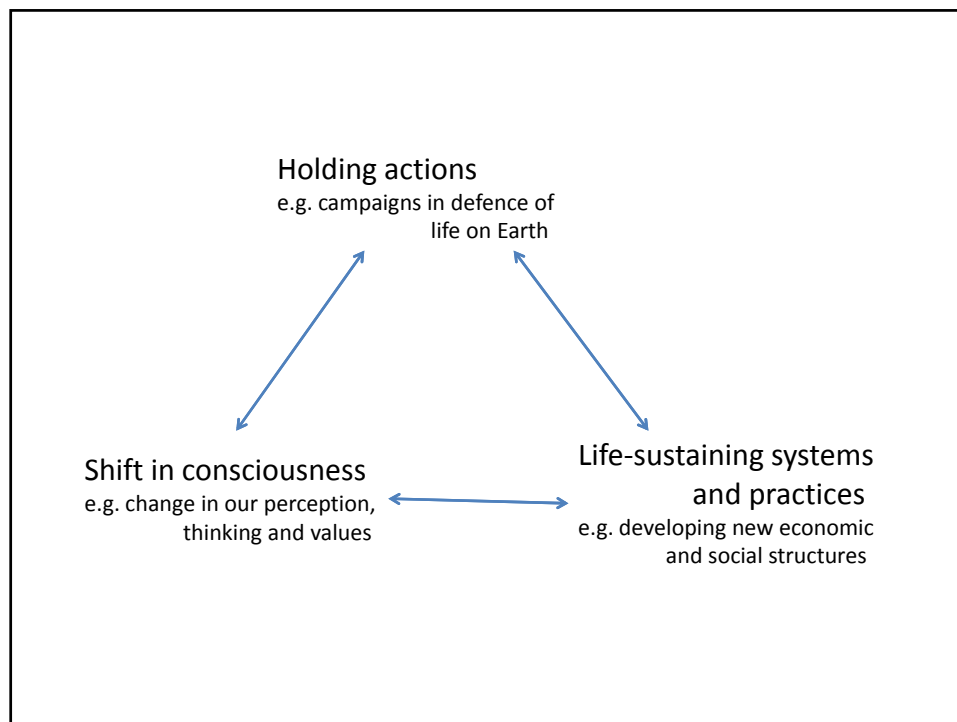 Holding actions
e.g. campaigns in defence of
life on Earth
Shift in consciousness
e.g. change in our perception,
thinking and values
Life-sustaining systems
and practices
e.g. developing new economic
and social structures